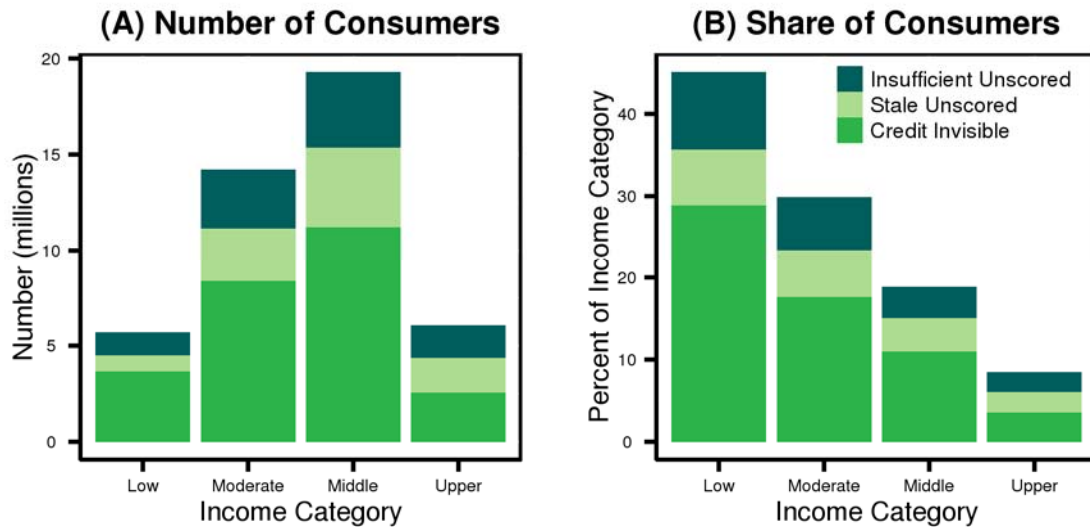 (A) Number of Consumers
Number (millions)
20
15
10
5
0
Low Moderate Middle Upper
Income Category
(B) Share of Consumers
Percent of Income Category
40
30
20
10
0
Insufficient Unscored
Stale Unscored
Credit Invisible
Low Moderate Middle Upper
Income Category